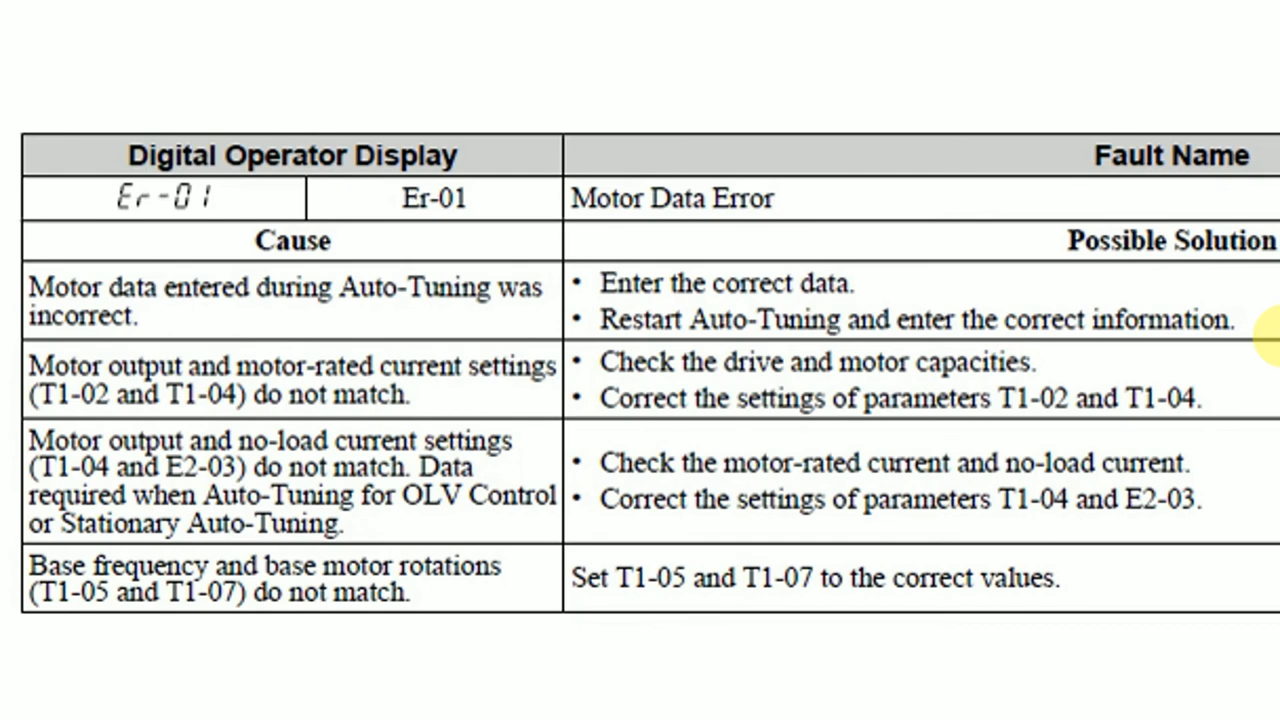 Digital Operator Display
Fault Name
Er-01
Er-01
Motor Data Error
Cause
Possible Solution
Motor data entered during Auto-Tuning was
incorrect.
• Enter the correct data.
• Restart Auto-Tuning and enter the correct information.
Motor output and motor-rated current settings
(T1-02 and T1-04) do not match.
• Check the drive and motor capacities.
• Correct the settings of parameters T1-02 and T1-04.
Motor output and no-load current settings
(T1-04 and E2-03) do not match. Data
required when Auto-Tuning for OLV Control
or Stationary Auto-Tuning.
• Check the motor-rated current and no-load current.
• Correct the settings of parameters T1-04 and E2-03.
Base frequency and base motor rotations
(T1-05 and T1-07) do not match.
Set T1-05 and T1-07 to the correct values.